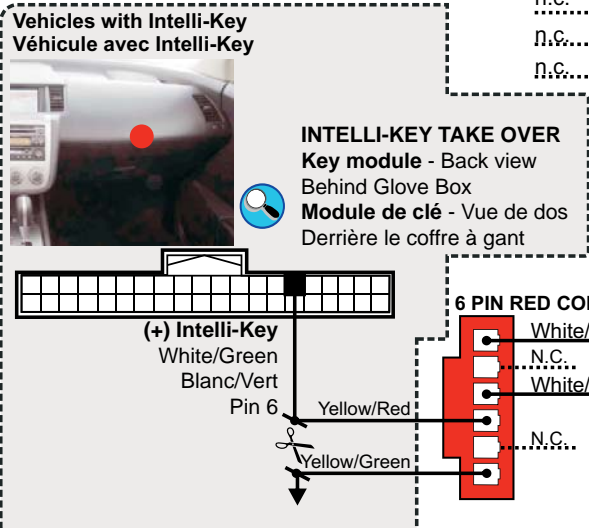 n.c.
n.c.
n.c.
Vehicles with Intelli-Key
Véhicule avec Intelli-Key
INTELLI-KEY TAKE OVER
Key module - Back view
Behind Glove Box
Module de clé - Vue de dos
Derrière le coffre à gant
(+) Intelli-Key
White/Green
Blanc/Vert
Pin 6
Yellow/Red
Yellow/Green
6 PIN RED CO
White/
N.C.
White/
N.C.